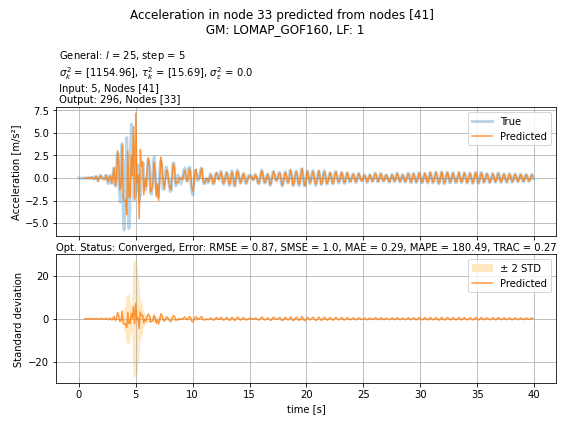 Acceleration in node 33 predicted from nodes [41]
GM: LOMAP_GOF160, LF: 1
General: l = 25, step = 5
σ²ₖ = [1154.96], τ²ₖ = [15.69], σ²ε = 0.0
Input: 5, Nodes [41]
Output: 296, Nodes [33]
7.5
5.0
2.5
0.0
−2.5
−5.0
Acceleration [m/s²]
True
Predicted
Opt. Status: Converged, Error: RMSE = 0.87, SMSE = 1.0, MAE = 0.29, MAPE = 180.49, TRAC = 0.27
20
0
−20
Standard deviation
± 2 STD
Predicted
0 5 10 15 20 25 30 35 40
time [s]